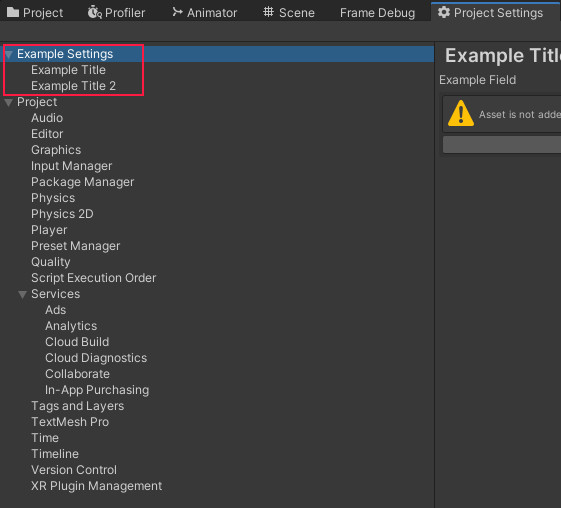 Project Profiler Animator Scene Frame Debug Project Settings
Example Settings
Example Title
Example Title 2
Project
Audio
Editor
Graphics
Input Manager
Package Manager
Physics
Physics 2D
Player
Preset Manager
Quality
Script Execution Order
Services
Ads
Analytics
Cloud Build
Cloud Diagnostics
Collaborate
In-App Purchasing
Tags and Layers
TextMesh Pro
Time
Timeline
Version Control
XR Plugin Management
Example Titl
Example Field
Asset is not adde